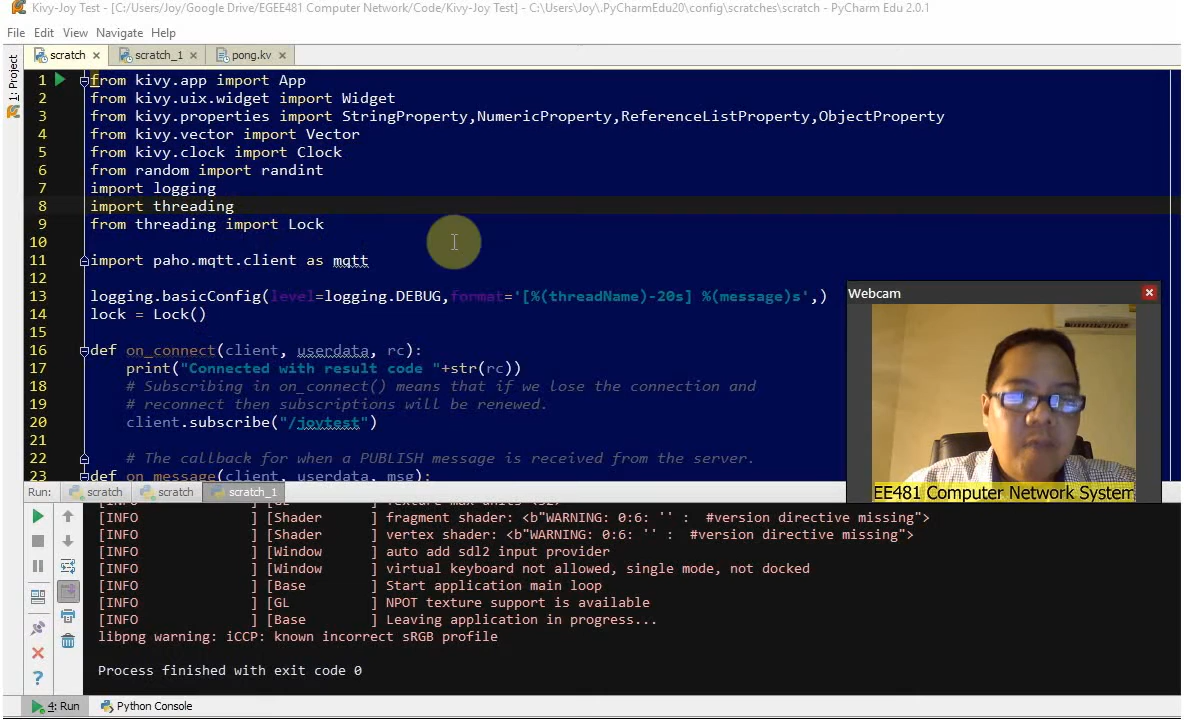 Kivy-Joy Test - [C:/Users/Joy/Google Drive/EGEE481 Computer Network/Code/Kivy-Joy Test] - C:\Users\Joy\.PyCharmEdu20\config\scratches\scratch - PyCharm Edu 2.0.1
File Edit View Navigate Help
scratch scratch_1 pong.kv
1: Project
1 from kivy.app import App
2 from kivy.uix.widget import Widget
3 from kivy.properties import StringProperty,NumericProperty,ReferenceListProperty,ObjectProperty
4 from kivy.vector import Vector
5 from kivy.clock import Clock
6 from random import randint
7 import logging
8 import threading
9 from threading import Lock
10
11 import paho.mqtt.client as mqtt
12
13 logging.basicConfig(level=logging.DEBUG,format='[%(threadName)-20s] %(message)s',)
14 lock = Lock()
15
16 def on_connect(client, userdata, rc):
17 print("Connected with result code "+str(rc))
18 # Subscribing in on_connect() means that if we lose the connection and
19 # reconnect then subscriptions will be renewed.
20 client.subscribe("/joytest")
21
22 # The callback for when a PUBLISH message is received from the server.
23 def on_message(client, userdata, msg):
Webcam
EE481 Computer Network System
Run: scratch scratch scratch_1
[INFO ] [GL ] Texture max units <32>
[INFO ] [Shader ] fragment shader: <b"WARNING: 0:6: '' : #version directive missing">
[INFO ] [Shader ] vertex shader: <b"WARNING: 0:6: '' : #version directive missing">
[INFO ] [Window ] auto add sdl2 input provider
[INFO ] [Window ] virtual keyboard not allowed, single mode, not docked
[INFO ] [Base ] Start application main loop
[INFO ] [GL ] NPOT texture support is available
[INFO ] [Base ] Leaving application in progress...
libpng warning: iCCP: known incorrect sRGB profile
Process finished with exit code 0
4: Run Python Console